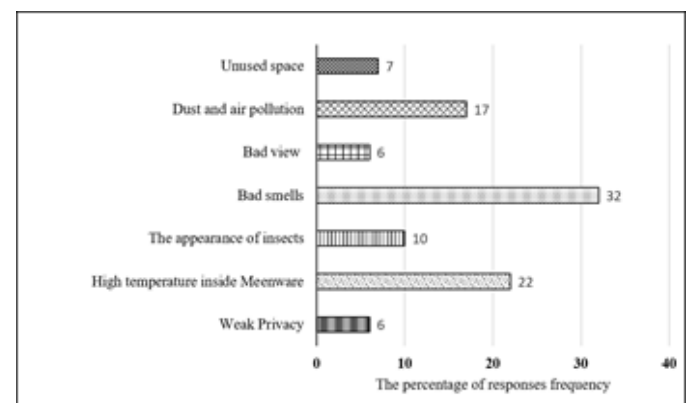 Unused space 7
Dust and air pollution 17
Bad view 6
Bad smells 32
The appearance of insects 10
High temperature inside Meenware 22
Weak Privacy 6
0 10 20 30 40
The percentage of responses frequency